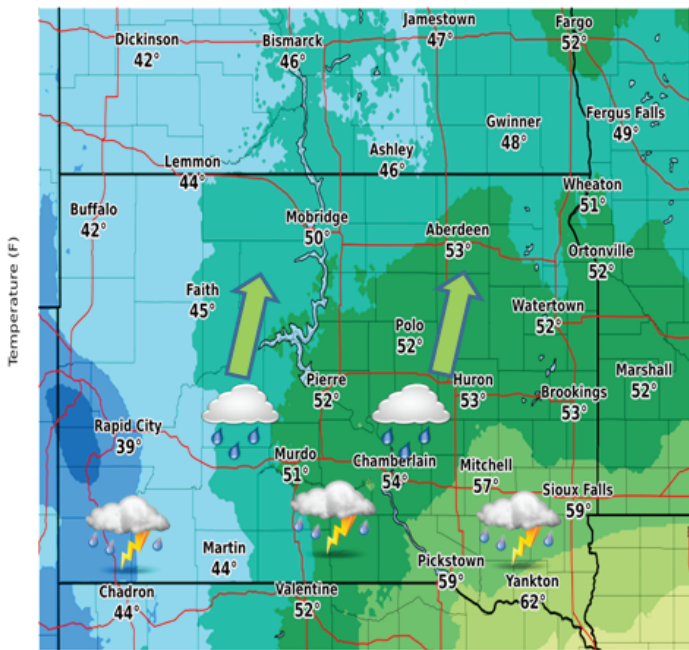 Temperature (F)
Jamestown
47°
Fargo
52°
Dickinson
42°
Bismarck
46°
Fergus Falls
49°
Gwinner
48°
Ashley
46°
Lemmon
44°
Wheaton
51°
Buffalo
42°
Mobridge
50°
Aberdeen
53°
Ortonville
52°
Faith
45°
Watertown
52°
Polo
52°
Marshall
52°
Pierre
52°
Huron
53°
Brookings
53°
Rapid City
39°
Murdo
51°
Chamberlain
54°
Mitchell
57°
Sioux Falls
59°
Martin
44°
Pickstown
59°
Yankton
62°
Chadron
44°
Valentine
52°